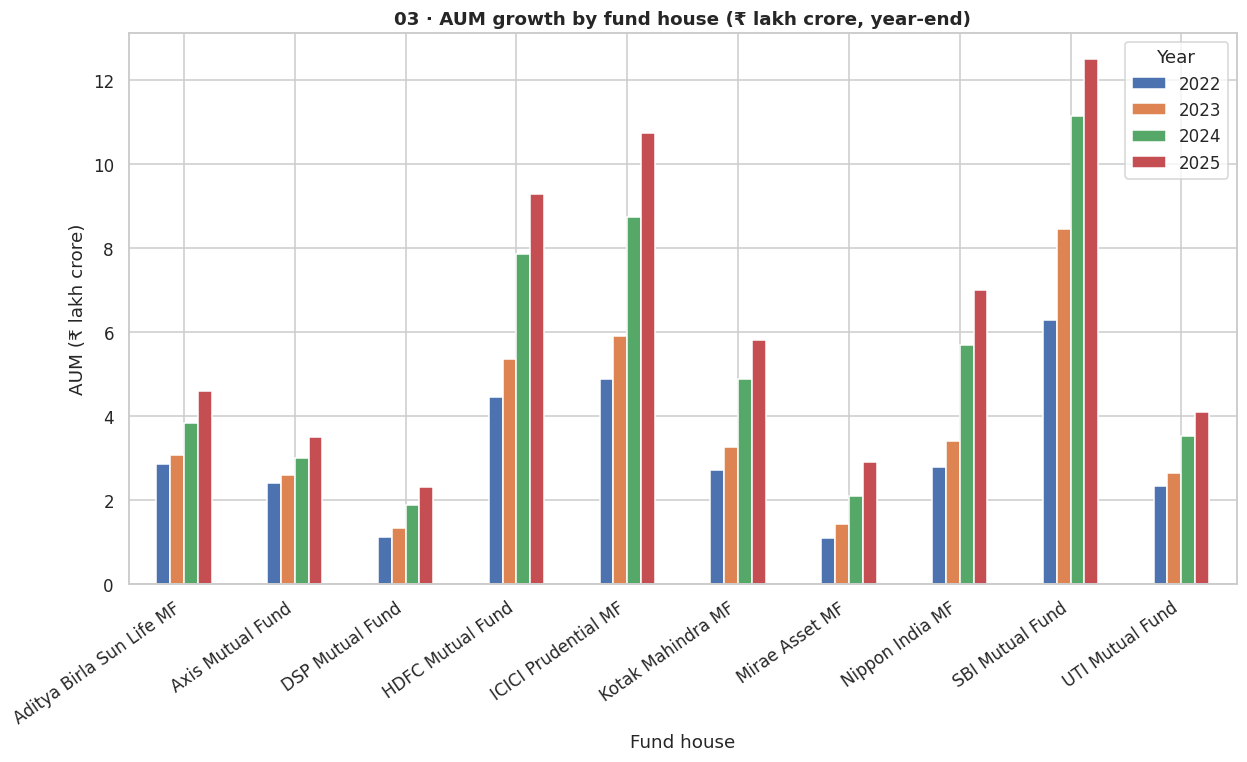 03 · AUM growth by fund house (₹ lakh crore, year-end)
Year
2022
2023
2024
2025
AUM (₹ lakh crore)
12
10
8
6
4
2
0
Aditya Birla Sun Life MF
Axis Mutual Fund
DSP Mutual Fund
HDFC Mutual Fund
ICICI Prudential MF
Kotak Mahindra MF
Mirae Asset MF
Nippon India MF
SBI Mutual Fund
UTI Mutual Fund
Fund house